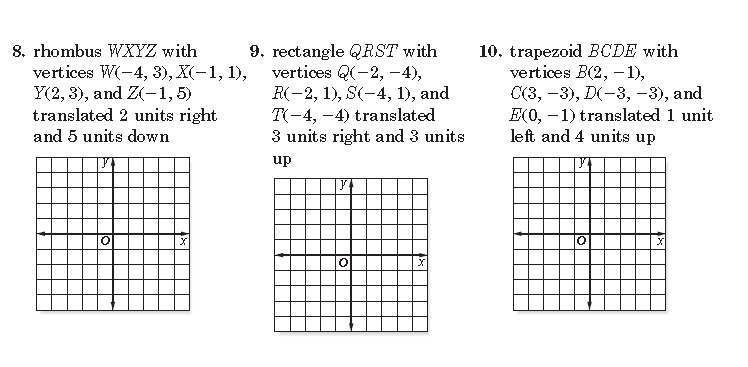 8. rhombus WXYZ with
vertices W(−4, 3), X(−1, 1),
Y(2, 3), and Z(−1, 5)
translated 2 units right
and 5 units down
y
O
x
9. rectangle QRST with
vertices Q(−2, −4),
R(−2, 1), S(−4, 1), and
T(−4, −4) translated
3 units right and 3 units
up
y
O
x
10. trapezoid BCDE with
vertices B(2, −1),
C(3, −3), D(−3, −3), and
E(0, −1) translated 1 unit
left and 4 units up
y
O
x